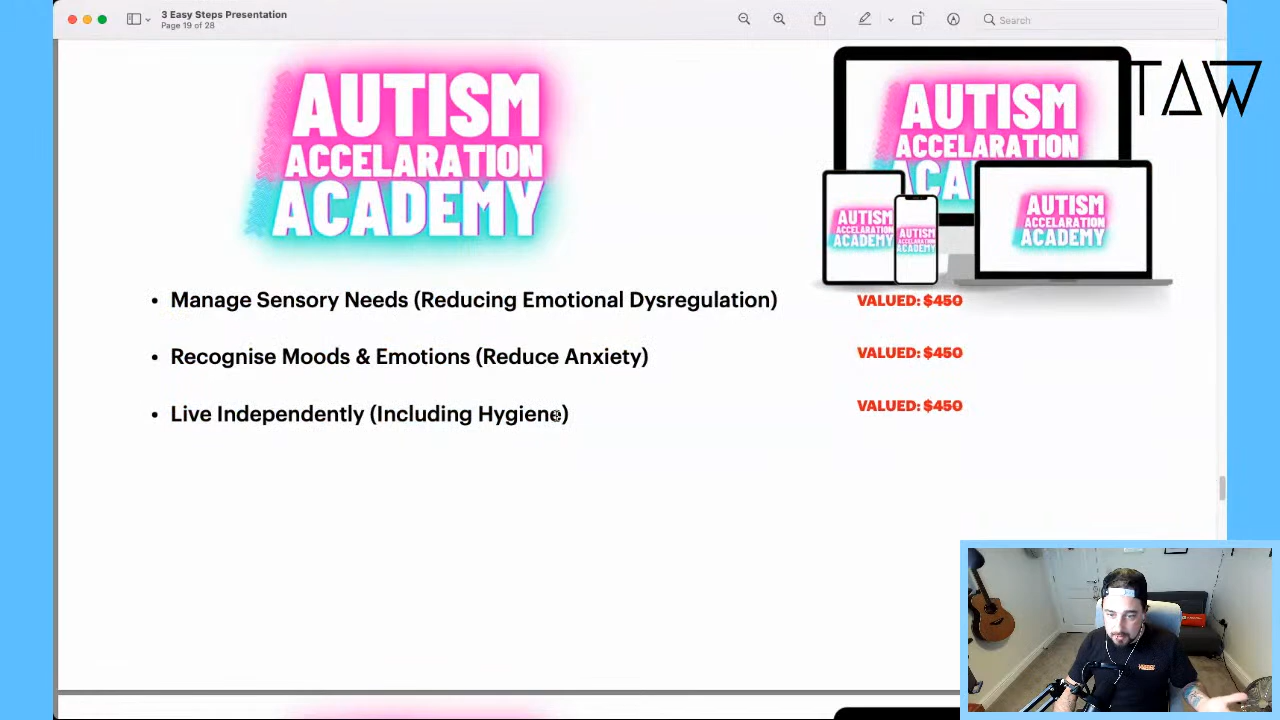 3 Easy Steps Presentation
Page 19 of 28
Search
TAW
AUTISM
ACCELARATION
ACADEMY
AUTISM
ACCELARATION
ACA
AUTISM
ACCELARATION
ACADEMY
AUTISM
ACCELARATION
ACADEMY
AUTISM
ACCELARATION
ACADEMY
• Manage Sensory Needs (Reducing Emotional Dysregulation)
VALUED: $450
• Recognise Moods & Emotions (Reduce Anxiety)
VALUED: $450
• Live Independently (Including Hygiene)
VALUED: $450